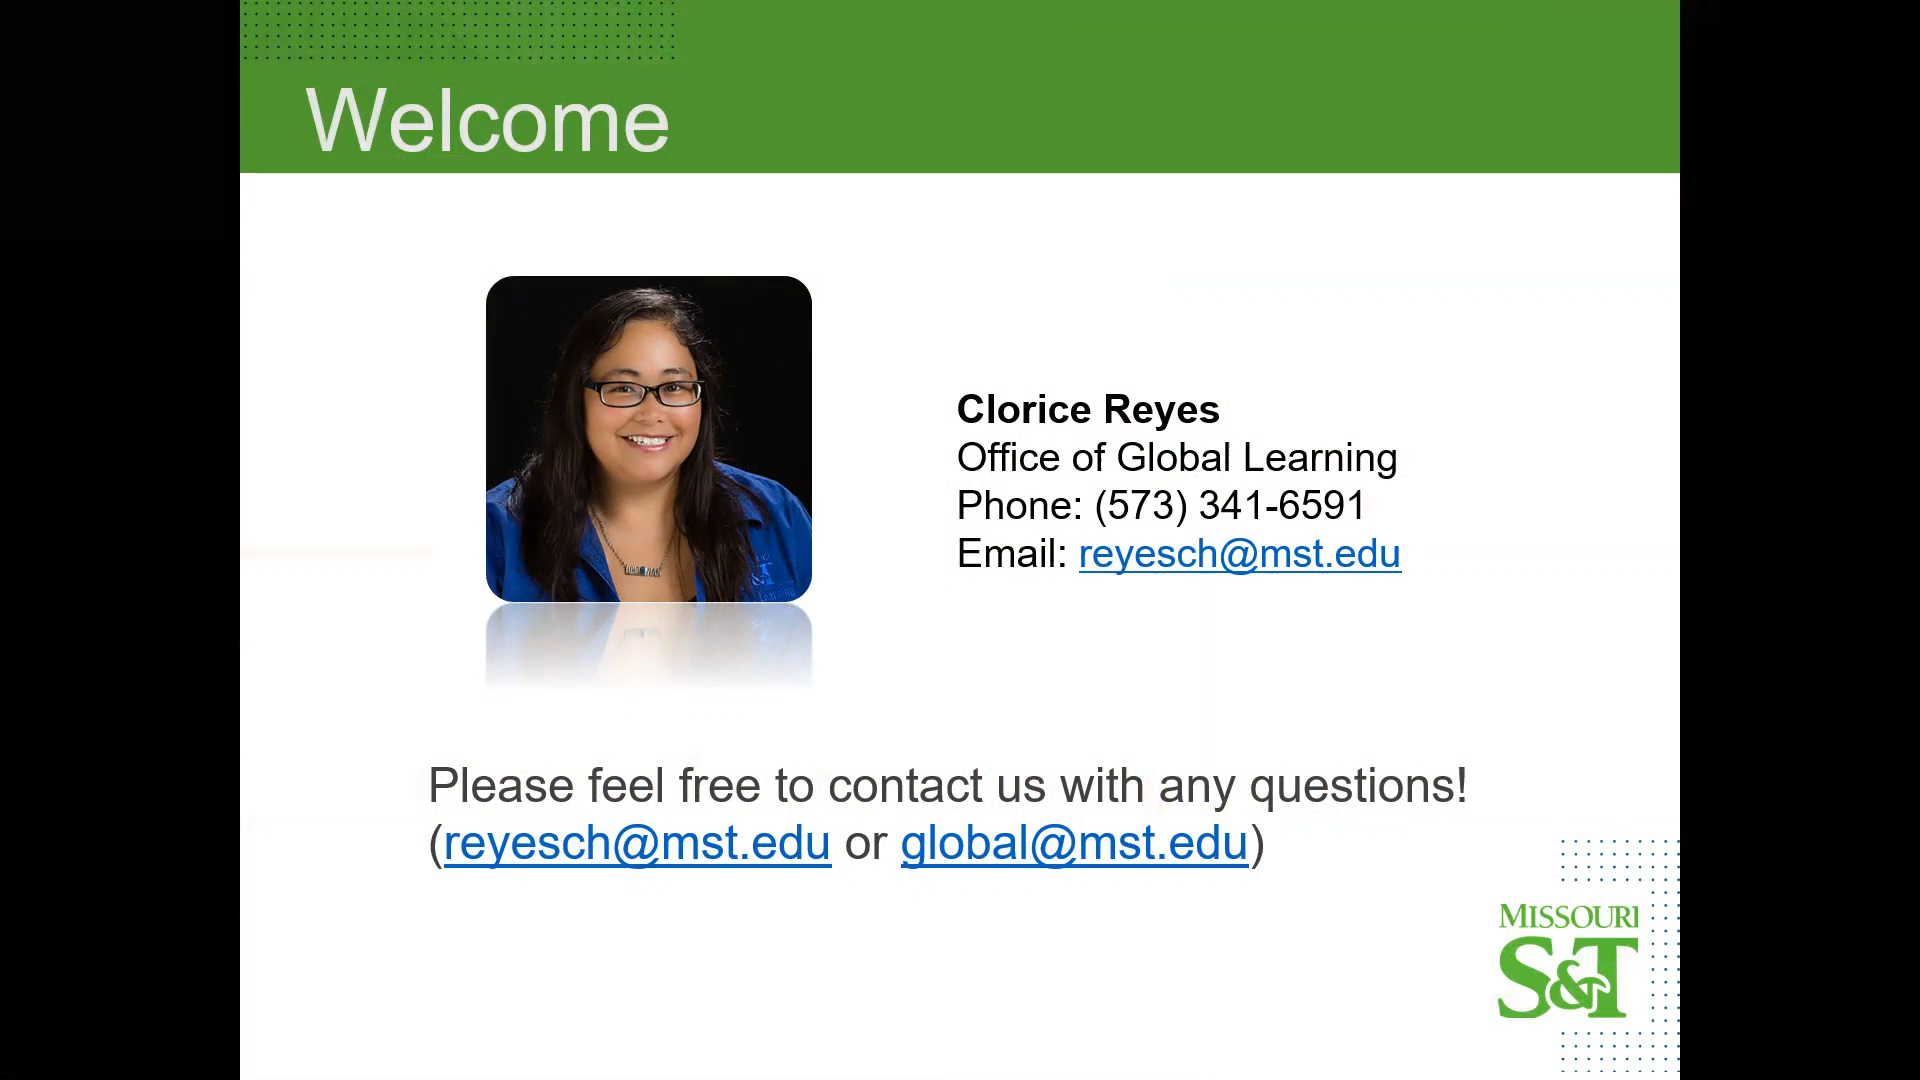 Welcome
Clorice Reyes
Office of Global Learning
Phone: (573) 341-6591
Email: reyesch@mst.edu
S&T
Please feel free to contact us with any questions!
(reyesch@mst.edu or global@mst.edu)
MISSOURI
S&T